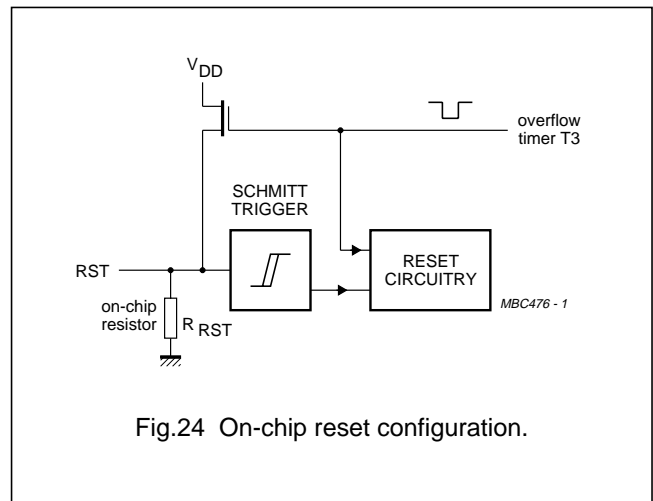 VDD
overflow
timer T3
SCHMITT
TRIGGER
RST
RESET
CIRCUITRY
MBC476 - 1
on-chip
resistor
RRST
Fig.24 On-chip reset configuration.